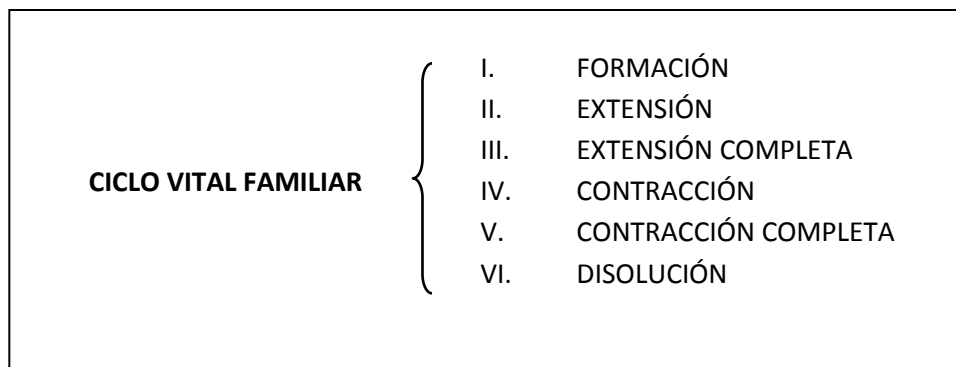 I. FORMACIÓN
II. EXTENSIÓN
III. EXTENSIÓN COMPLETA
CICLO VITAL FAMILIAR
IV. CONTRACCIÓN
V. CONTRACCIÓN COMPLETA
VI. DISOLUCIÓN